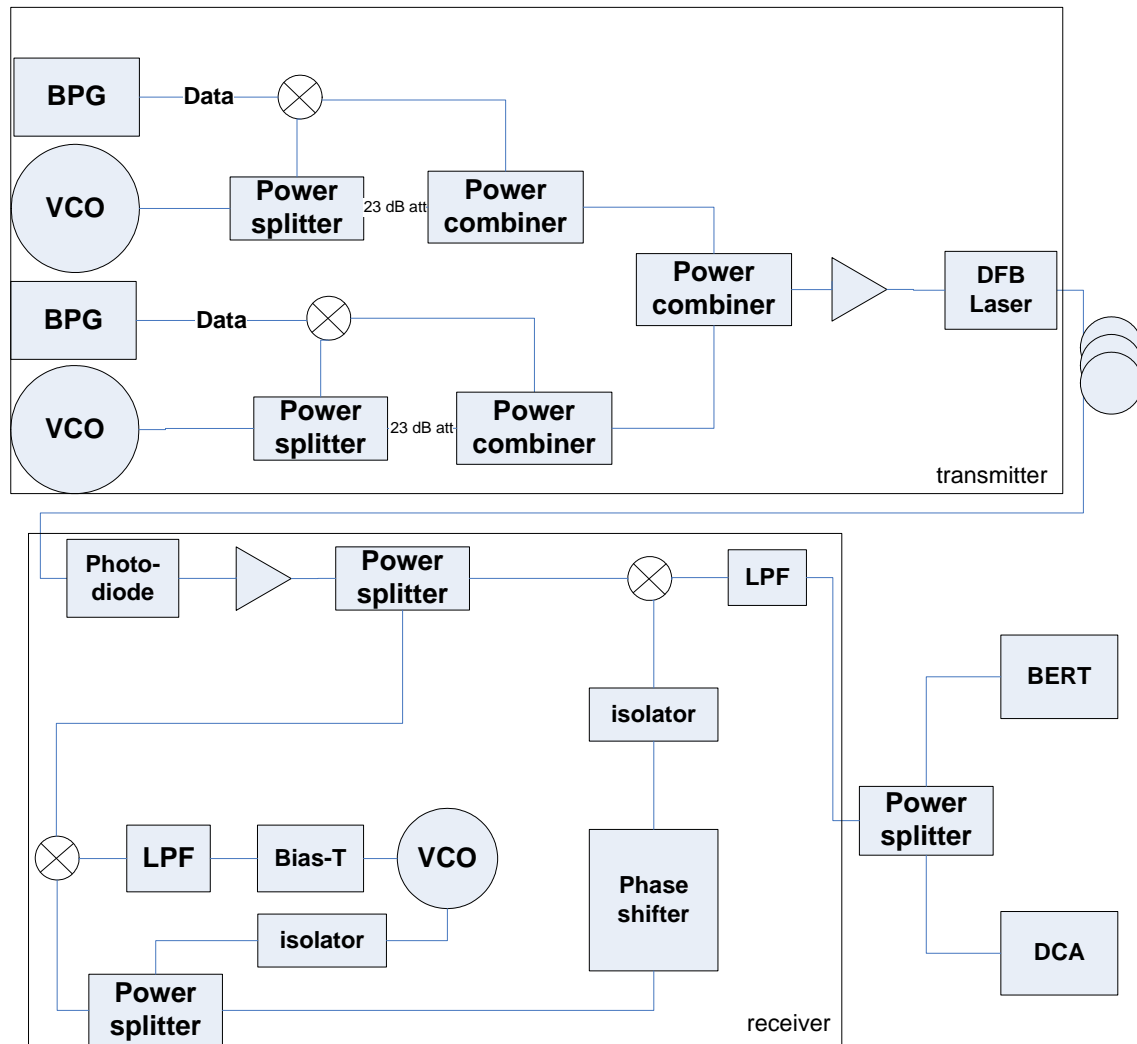 BPG
Data
VCO
Power
splitter
23 dB att
Power
combiner
Power
combiner
DFB
Laser
BPG
Data
VCO
Power
splitter
23 dB att
Power
combiner
transmitter
Photo-
diode
Power
splitter
LPF
isolator
BERT
Power
splitter
LPF
Bias-T
VCO
Phase
shifter
isolator
DCA
Power
splitter
receiver